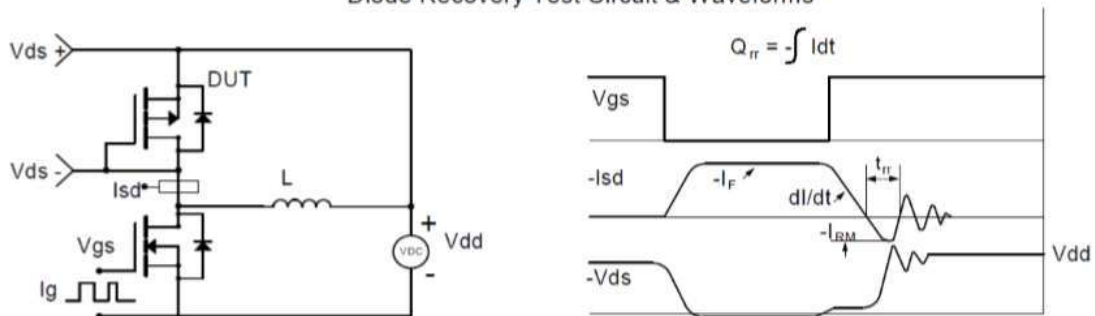 Diode Recovery Test Circuit & Waveforms
Vds +
DUT
Vds -
Isd
L
Vgs
Ig
+
VDC
-
Vdd
Qrr = -∫ Idt
Vgs
-Isd
-IF
dI/dt
trr
-IRM
Vdd
-Vds